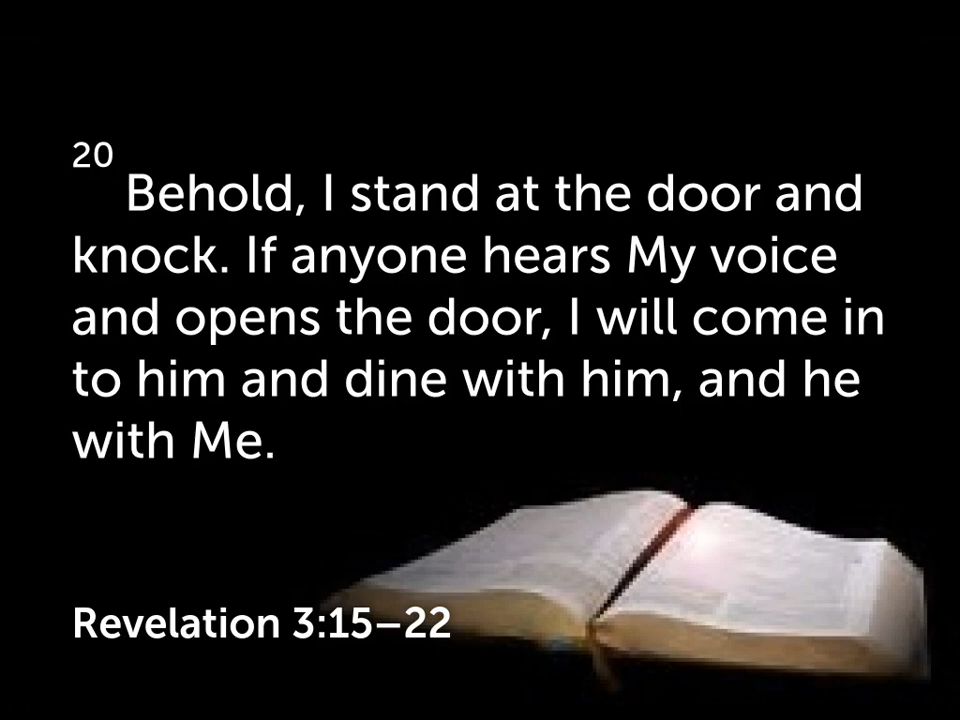 20
Behold, I stand at the door and
knock. If anyone hears My voice
and opens the door, I will come in
to him and dine with him, and he
with Me.
Revelation 3:15–22